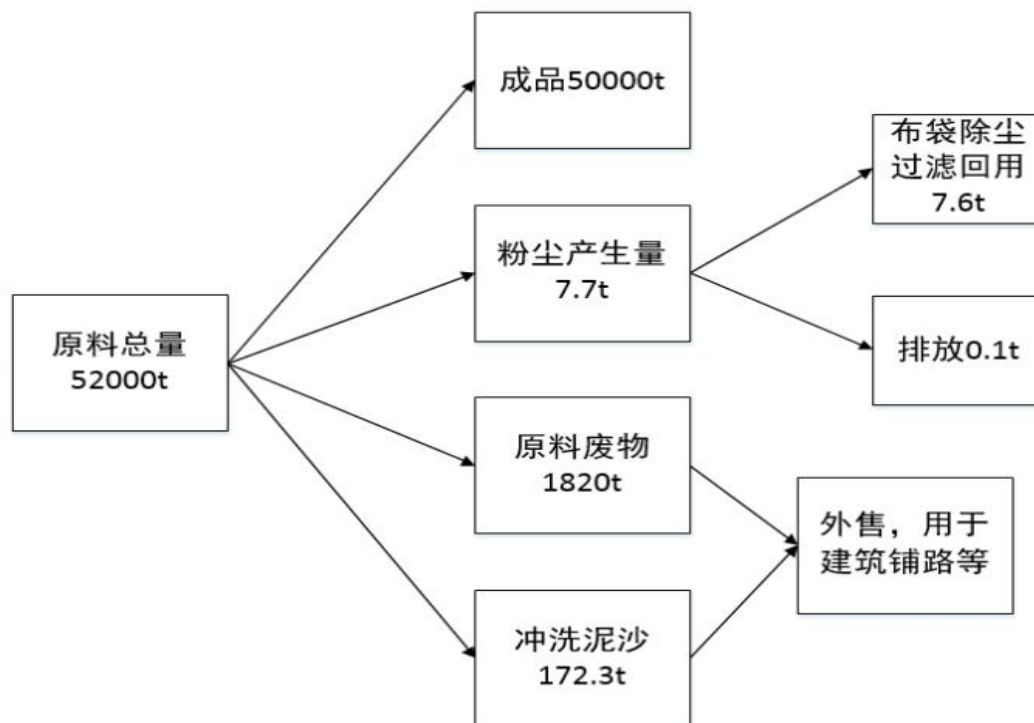 成品50000t
布袋除尘
过滤回用
7.6t
粉尘产生量
7.7t
原料总量
52000t
排放0.1t
原料废物
1820t
外售，用于
建筑铺路等
冲洗泥沙
172.3t